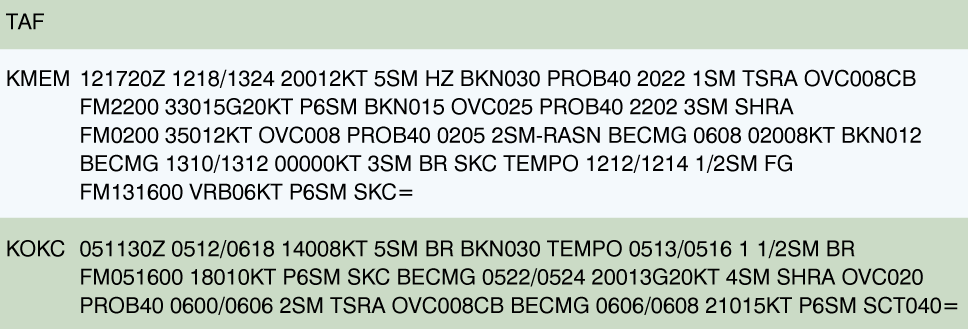 TAF
KMEM 121720Z 1218/1324 20012KT 5SM HZ BKN030 PROB40 2022 1SM TSRA OVC008CB
FM2200 33015G20KT P6SM BKN015 OVC025 PROB40 2202 3SM SHRA
FM0200 35012KT OVC008 PROB40 0205 2SM-RASN BECMG 0608 02008KT BKN012
BECMG 1310/1312 00000KT 3SM BR SKC TEMPO 1212/1214 1/2SM FG
FM131600 VRB06KT P6SM SKC=
KOKC 051130Z 0512/0618 14008KT 5SM BR BKN030 TEMPO 0513/0516 1 1/2SM BR
FM051600 18010KT P6SM SKC BECMG 0522/0524 20013G20KT 4SM SHRA OVC020
PROB40 0600/0606 2SM TSRA OVC008CB BECMG 0606/0608 21015KT P6SM SCT040=